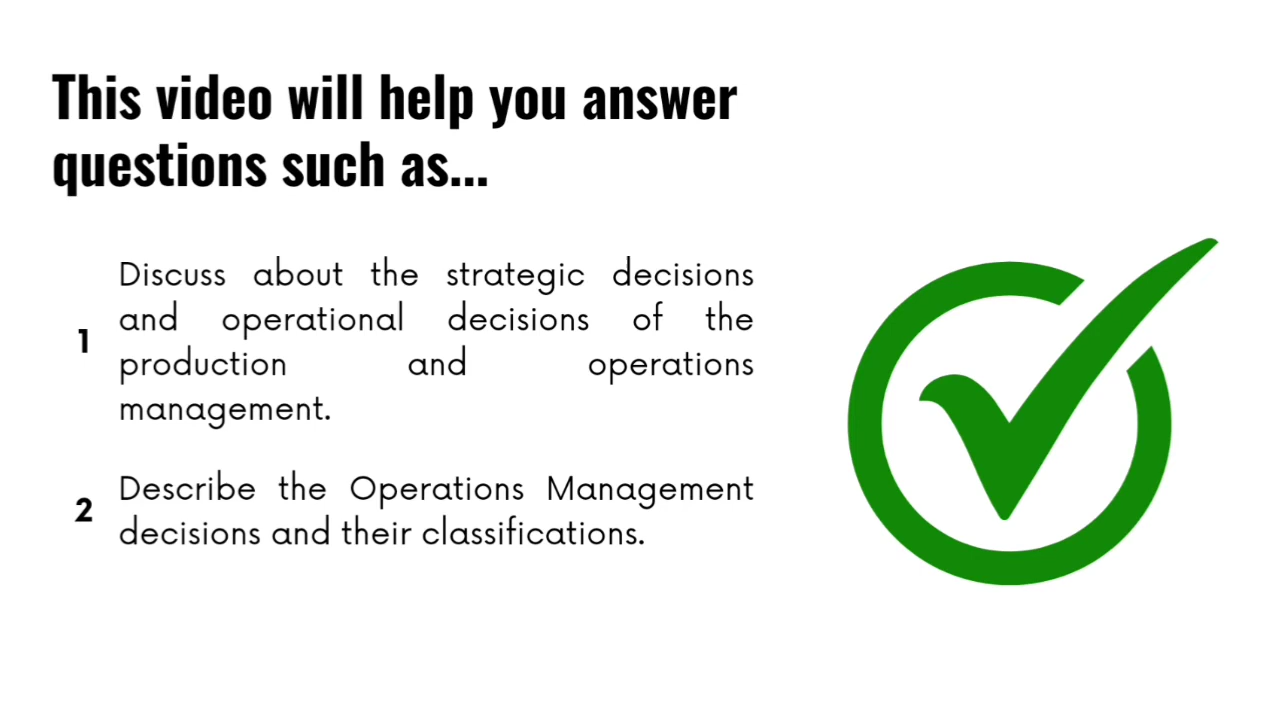 This video will help you answer
questions such as...
1
Discuss about the strategic decisions
and operational decisions of the
production and operations
management.
2
Describe the Operations Management
decisions and their classifications.